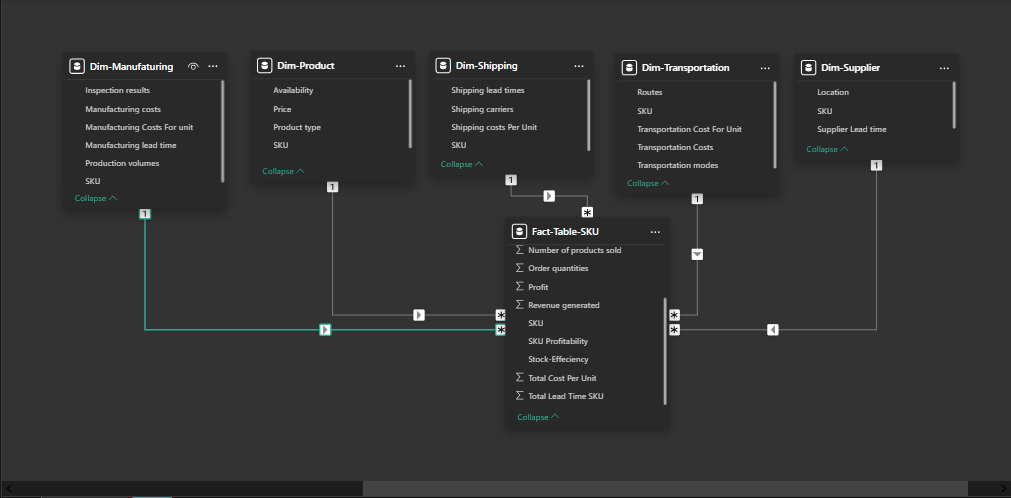 Dim-Manufaturing
Inspection results
Manufacturing costs
Manufacturing Costs For unit
Manufacturing lead time
Production volumes
SKU
Collapse
1
Dim-Product
Availability
Price
Product type
SKU
Collapse
1
Dim-Shipping
Shipping lead times
Shipping carriers
Shipping costs Per Unit
SKU
Collapse
1
Dim-Transportation
Routes
SKU
Transportation Cost For Unit
Transportation Costs
Transportation modes
Collapse
1
Dim-Supplier
Location
SKU
Supplier Lead time
Collapse
1
*
Fact-Table-SKU
Σ Number of products sold
Σ Order quantities
Σ Profit
Σ Revenue generated
SKU
SKU Profitability
Stock-Effeciency
Σ Total Cost Per Unit
Σ Total Lead Time SKU
Collapse
*
*
*
*